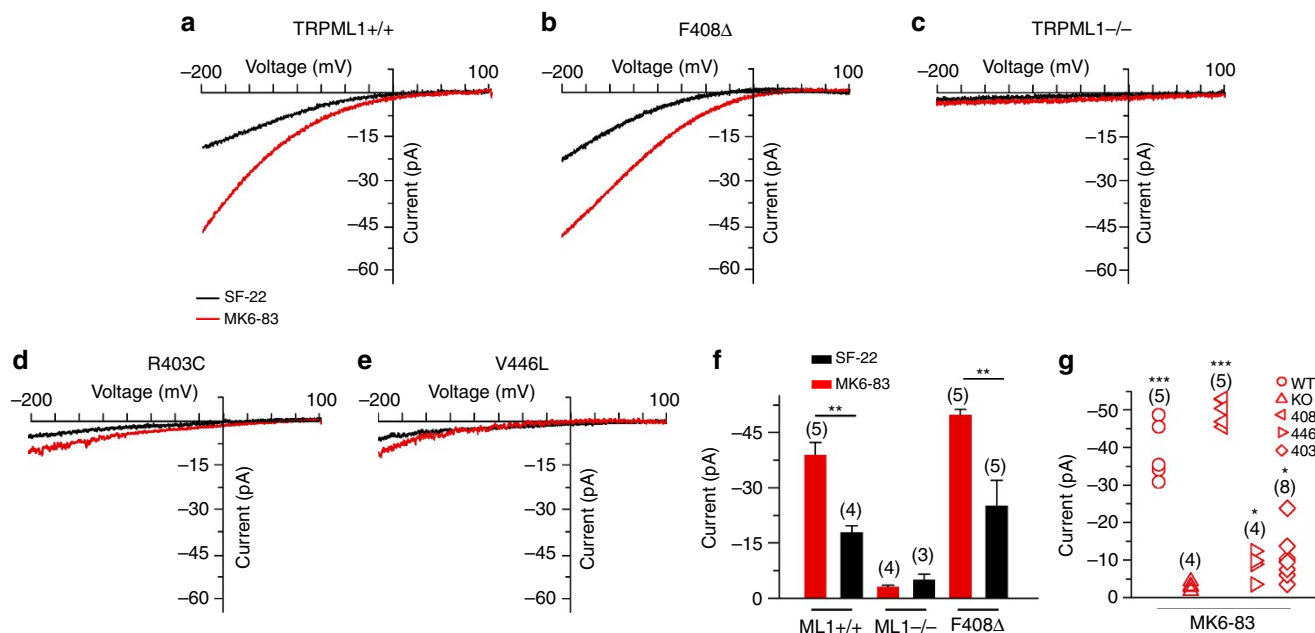 a
TRPML1+/+
Voltage (mV)
–200
100
–15
–30
–45
–60
Current (pA)
SF-22
MK6-83
b
F408Δ
Voltage (mV)
–200
100
–15
–30
–45
–60
Current (pA)
c
TRPML1–/–
Voltage (mV)
–200
100
–15
–30
–45
–60
Current (pA)
d
R403C
Voltage (mV)
–200
100
–15
–30
–45
–60
Current (pA)
e
V446L
Voltage (mV)
–200
100
–15
–30
–45
–60
Current (pA)
f
SF-22
MK6-83
Current (pA)
–45
–30
–15
0
**
(5)
(4)
(4)
(3)
**
(5)
(5)
ML1+/+
ML1–/–
F408Δ
g
Current (pA)
–50
–40
–30
–20
–10
0
***
(5)
(4)
***
(5)
*
(4)
*
(8)
WT
KO
408
446
403
MK6-83